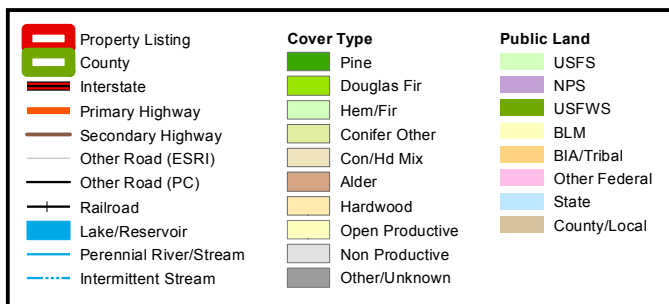 Property Listing
County
Interstate
Primary Highway
Secondary Highway
Other Road (ESRI)
Other Road (PC)
Railroad
Lake/Reservoir
Perennial River/Stream
Intermittent Stream
Cover Type
Pine
Douglas Fir
Hem/Fir
Conifer Other
Con/Hd Mix
Alder
Hardwood
Open Productive
Non Productive
Other/Unknown
Public Land
USFS
NPS
USFWS
BLM
BIA/Tribal
Other Federal
State
County/Local